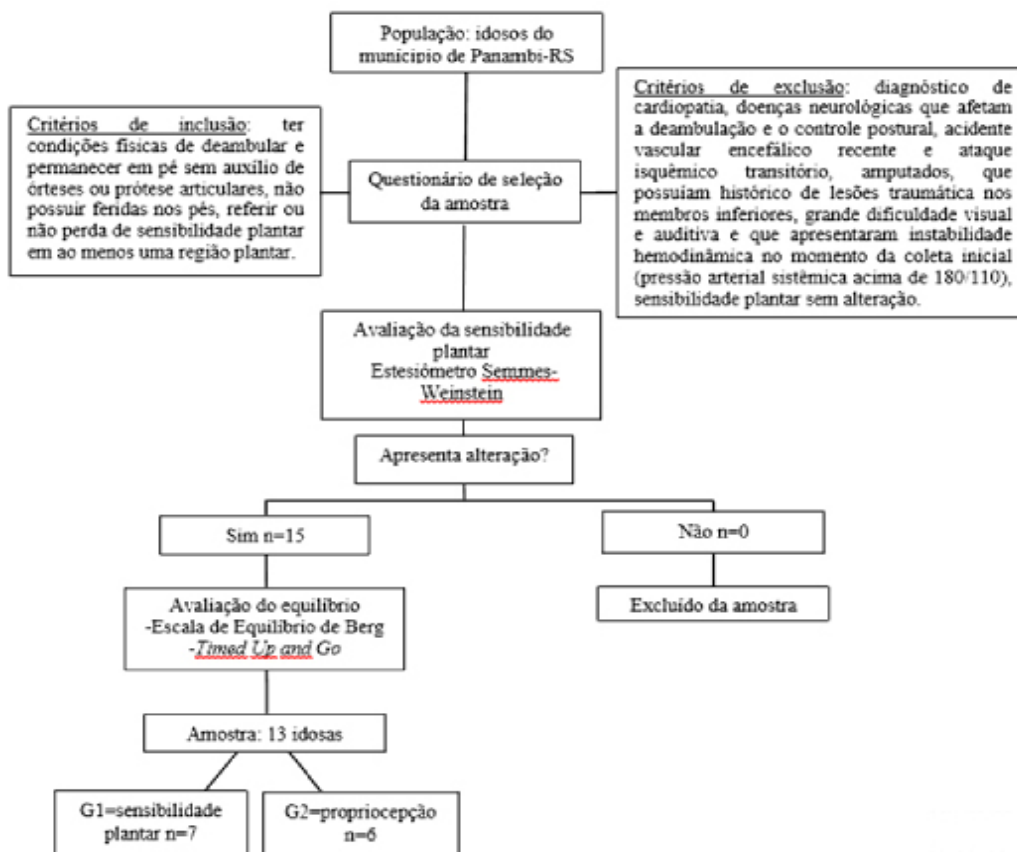 População: idosos do
município de Panambi-RS
Critérios de inclusão: ter
condições físicas de deambular e
permanecer em pé sem auxílio de
órteses ou prótese articulares, não
possuir feridas nos pés, referir ou
não perda de sensibilidade plantar
em ao menos uma região plantar.
Questionário de seleção
da amostra
Critérios de exclusão: diagnóstico de
cardiopatia, doenças neurológicas que afetam
a deambulação e o controle postural, acidente
vascular encefálico recente e ataque
isquêmico transitório, amputados, que
possuíam histórico de lesões traumática nos
membros inferiores, grande dificuldade visual
e auditiva e que apresentaram instabilidade
hemodinâmica no momento da coleta inicial
(pressão arterial sistêmica acima de 180/110),
sensibilidade plantar sem alteração.
Avaliação da sensibilidade
plantar
Estesiômetro Semmes-
Weinstein
Apresenta alteração?
Sim n=15
Não n=0
Avaliação do equilíbrio
-Escala de Equilíbrio de Berg
-Timed Up and Go
Excluído da amostra
Amostra: 13 idosas
G1=sensibilidade
plantar n=7
G2=propriocepção
n=6